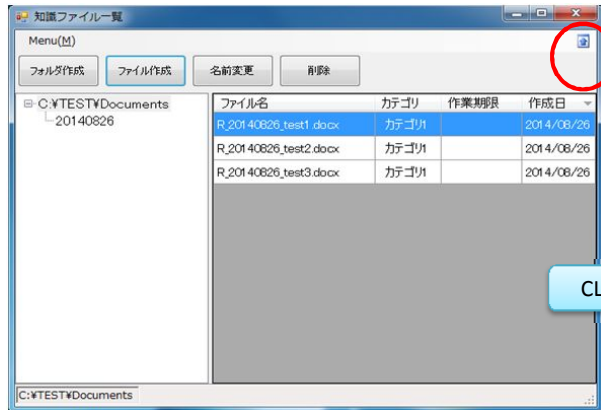 知識ファイル一覧
Menu(M)
フォルダ作成 ファイル作成 名前変更 削除
C:¥TEST¥Documents
20140826
ファイル名 カテゴリ 作業期限 作成日
R_20140826_test1.docx カテゴリ1 2014/08/26
R_20140826_test2.docx カテゴリ1 2014/08/26
R_20140826_test3.docx カテゴリ1 2014/08/26
CL
C:¥TEST¥Documents